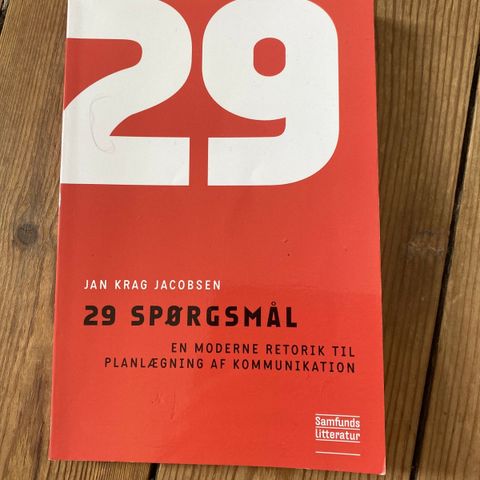 29
JAN KRAG JACOBSEN
29 SPØRGSMÅL
EN MODERNE RETORIK TIL
PLANLÆGNING AF KOMMUNIKATION
Samfunds
litteratur